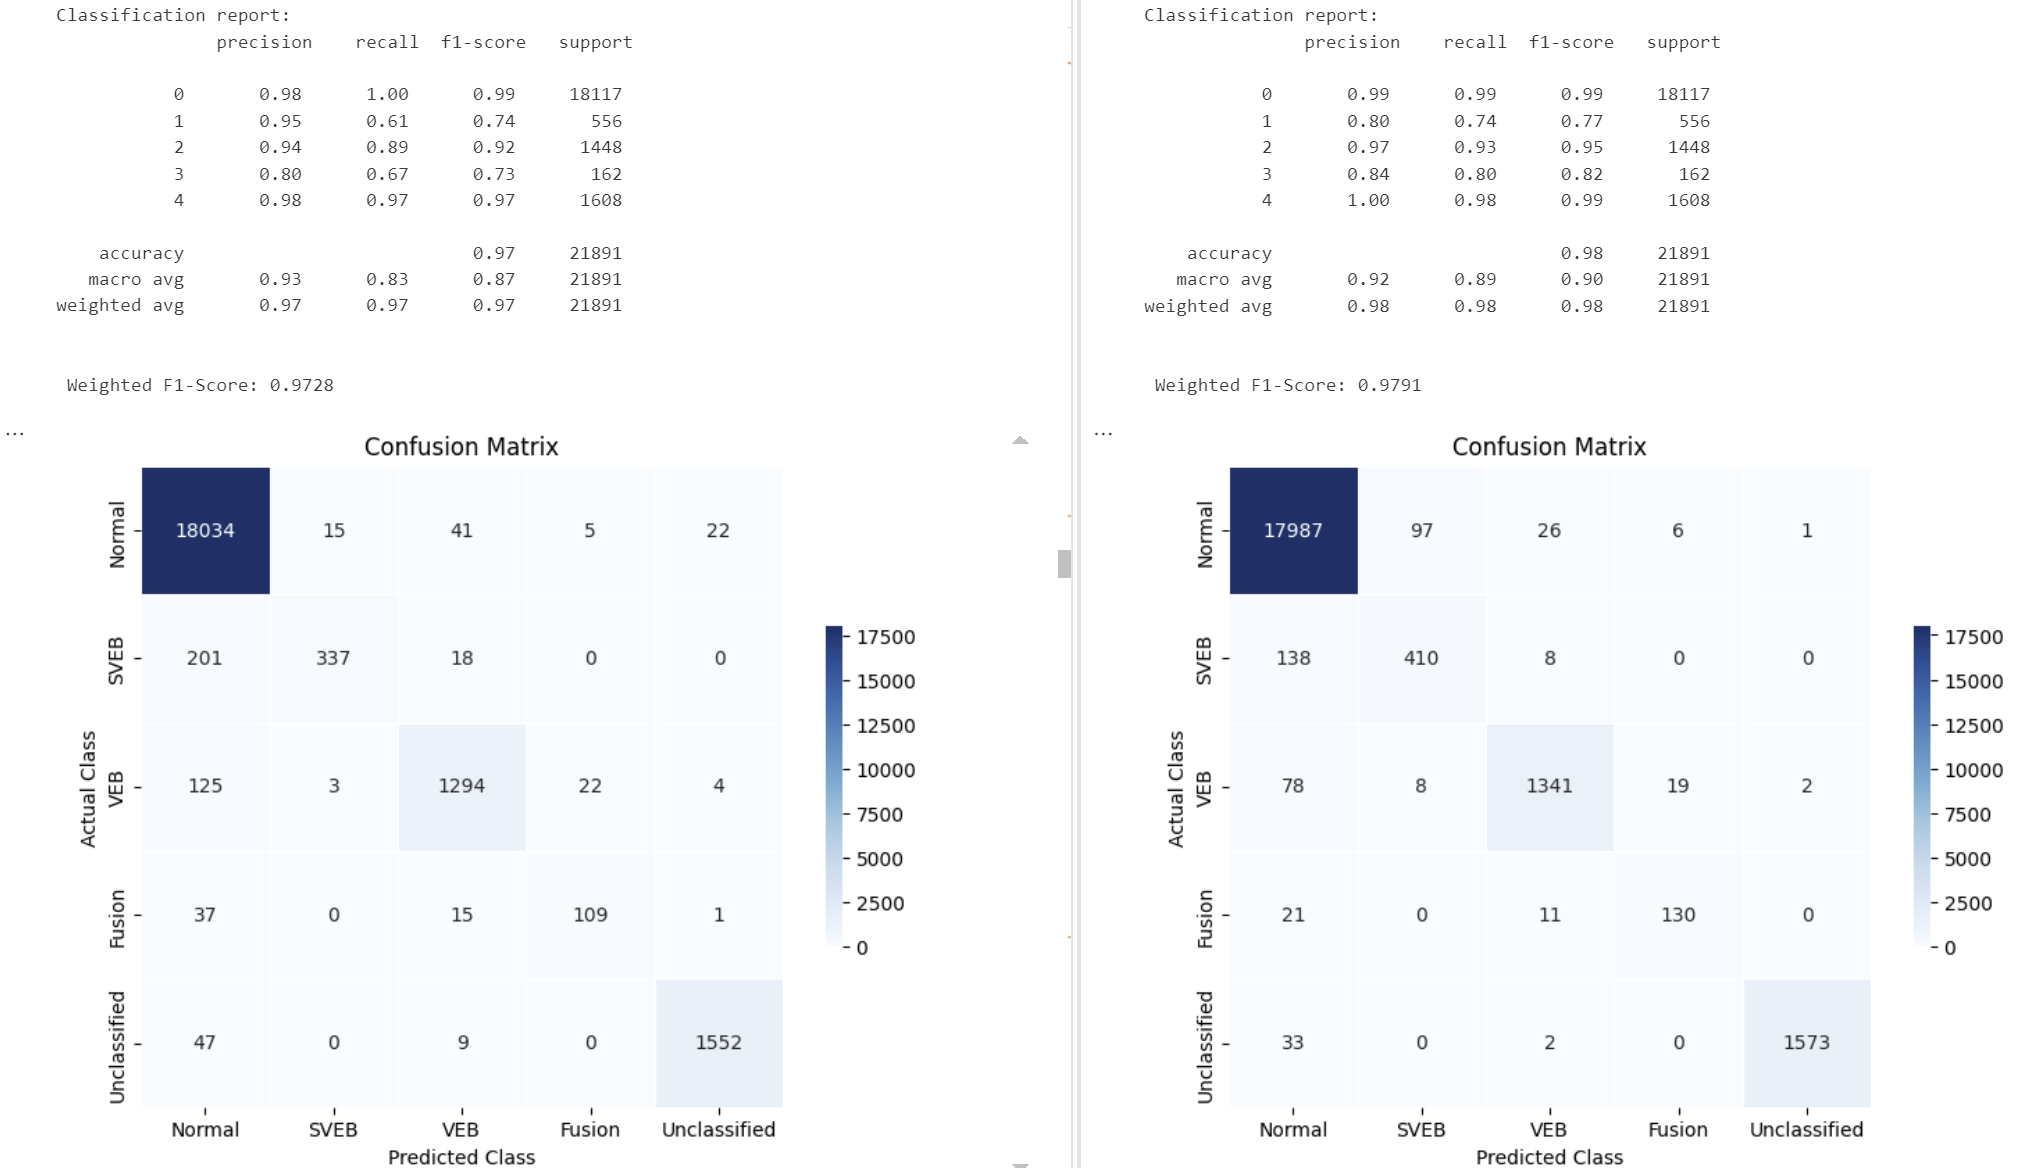 Classification report:
precision recall f1-score support
0 0.98 1.00 0.99 18117
1 0.95 0.61 0.74 556
2 0.94 0.89 0.92 1448
3 0.80 0.67 0.73 162
4 0.98 0.97 0.97 1608
accuracy 0.97 21891
macro avg 0.93 0.83 0.87 21891
weighted avg 0.97 0.97 0.97 21891
Weighted F1-Score: 0.9728
...
Confusion Matrix
Normal 18034 15 41 5 22
SVEB 201 337 18 0 0
VEB 125 3 1294 22 4
Fusion 37 0 15 109 1
Unclassified 47 0 9 0 1552
Actual Class
Normal SVEB VEB Fusion Unclassified
Predicted Class
17500
15000
12500
10000
7500
5000
2500
0
Classification report:
precision recall f1-score support
0 0.99 0.99 0.99 18117
1 0.80 0.74 0.77 556
2 0.97 0.93 0.95 1448
3 0.84 0.80 0.82 162
4 1.00 0.98 0.99 1608
accuracy 0.98 21891
macro avg 0.92 0.89 0.90 21891
weighted avg 0.98 0.98 0.98 21891
Weighted F1-Score: 0.9791
...
Confusion Matrix
Normal 17987 97 26 6 1
SVEB 138 410 8 0 0
VEB 78 8 1341 19 2
Fusion 21 0 11 130 0
Unclassified 33 0 2 0 1573
Actual Class
Normal SVEB VEB Fusion Unclassified
Predicted Class
17500
15000
12500
10000
7500
5000
2500
0